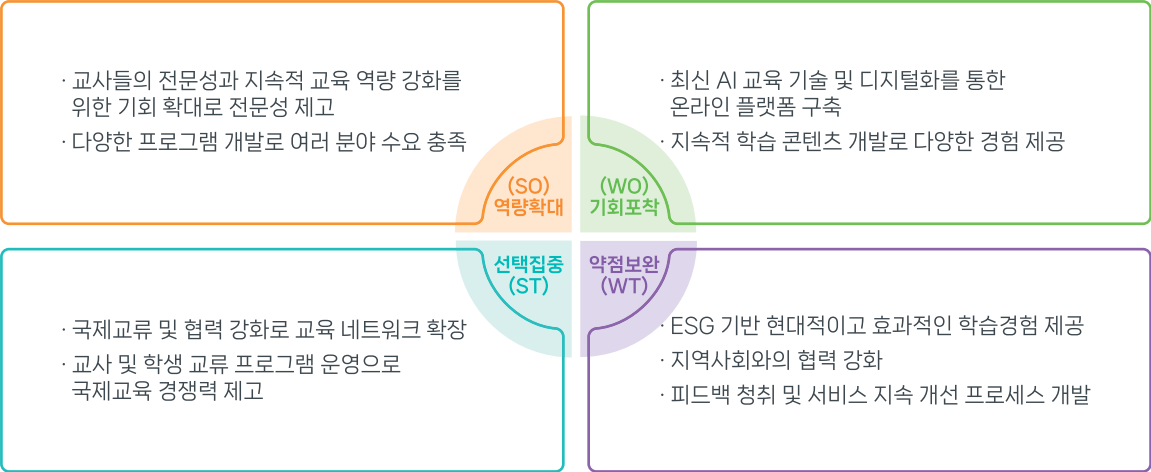 · 교사들의 전문성과 지속적 교육 역량 강화를
위한 기회 확대로 전문성 제고
· 다양한 프로그램 개발로 여러 분야 수요 충족
(SO)
역량확대
· 최신 AI 교육 기술 및 디지털화를 통한
온라인 플랫폼 구축
· 지속적 학습 콘텐츠 개발로 다양한 경험 제공
(WO)
기회포착
선택집중
(ST)
· 국제교류 및 협력 강화로 교육 네트워크 확장
· 교사 및 학생 교류 프로그램 운영으로
국제교육 경쟁력 제고
약점보완
(WT)
· ESG 기반 현대적이고 효과적인 학습경험 제공
· 지역사회와의 협력 강화
· 피드백 청취 및 서비스 지속 개선 프로세스 개발